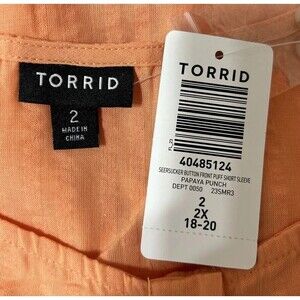 TORRID
2
MADE IN
CHINA
TORRID
40485124
SEERSUCKER BUTTON FRONT PUFF SHORT SLEEVE
PAPAYA PUNCH
DEPT 0050 23SMR3
2
2X
18-20